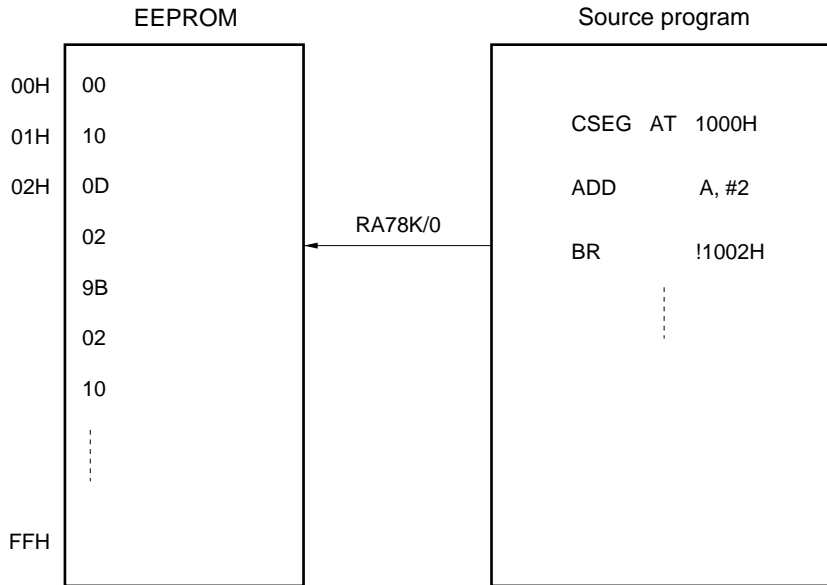 EEPROM
Source program
00H 00
01H 10
02H 0D
02
9B
02
10
FFH
RA78K/0
CSEG AT 1000H
ADD A, #2
BR !1002H